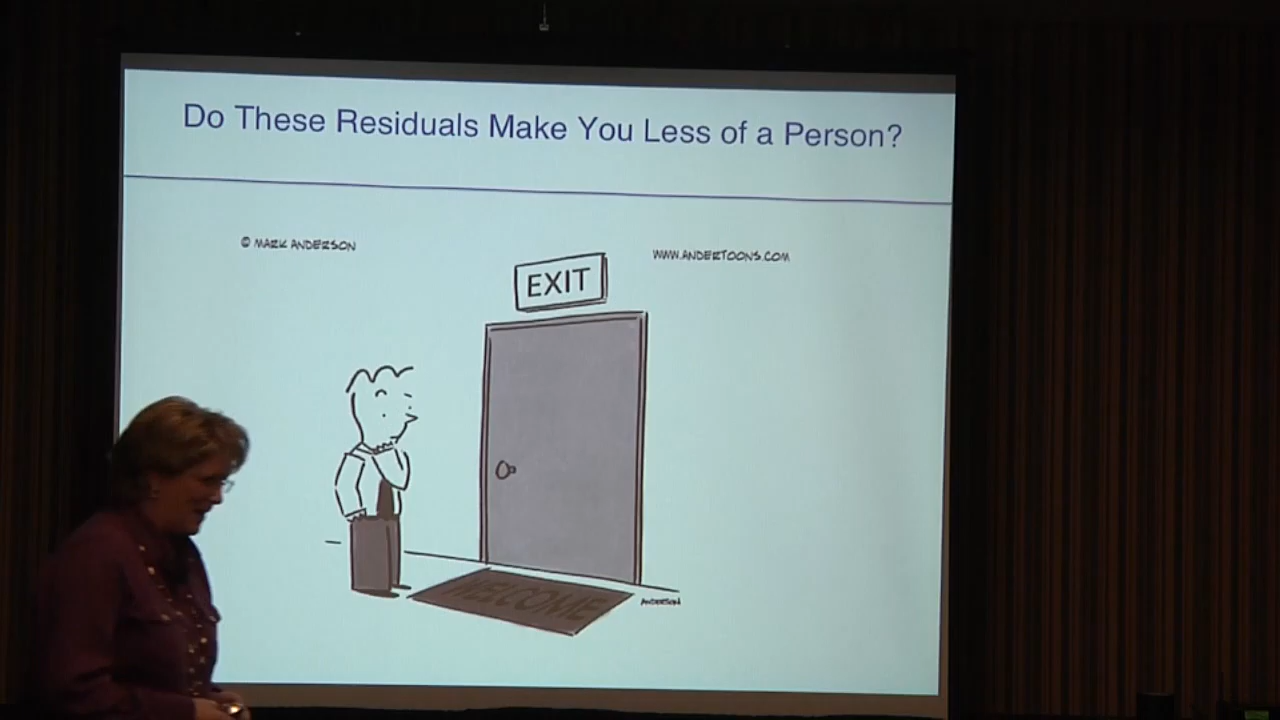 Do These Residuals Make You Less of a Person?
© MARK ANDERSON
WWW.ANDERTOONS.COM
EXIT
WELCOME
ANDERSON